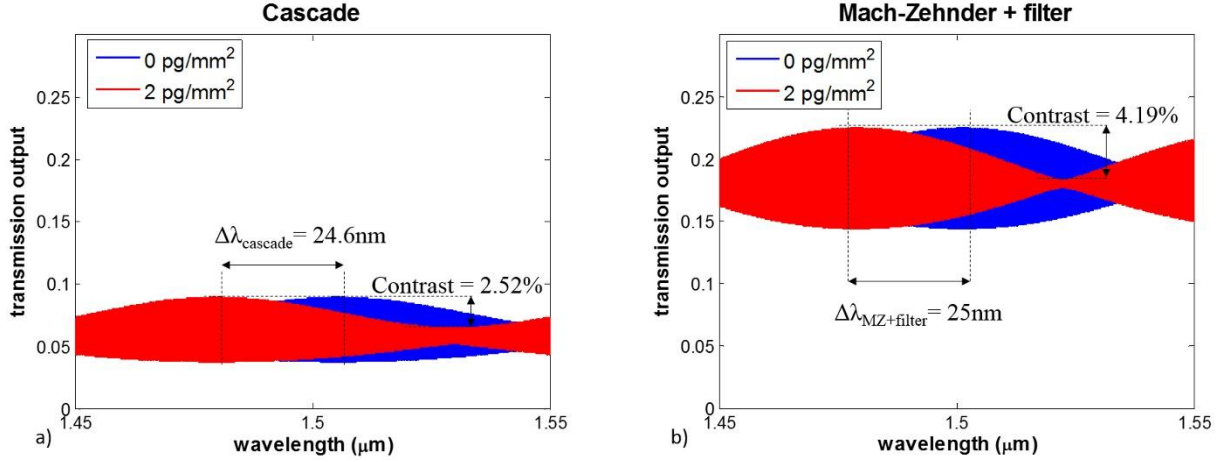 Cascade
0 pg/mm²
2 pg/mm²
0.25
0.2
0.15
0.1
0.05
0
transmission output
Δλcascade= 24.6nm
Contrast = 2.52%
1.45
1.5
1.55
wavelength (μm)
a)
Mach-Zehnder + filter
0 pg/mm²
2 pg/mm²
0.25
0.2
0.15
0.1
0.05
0
transmission output
Contrast = 4.19%
ΔλMZ+filter= 25nm
1.45
1.5
1.55
wavelength (μm)
b)